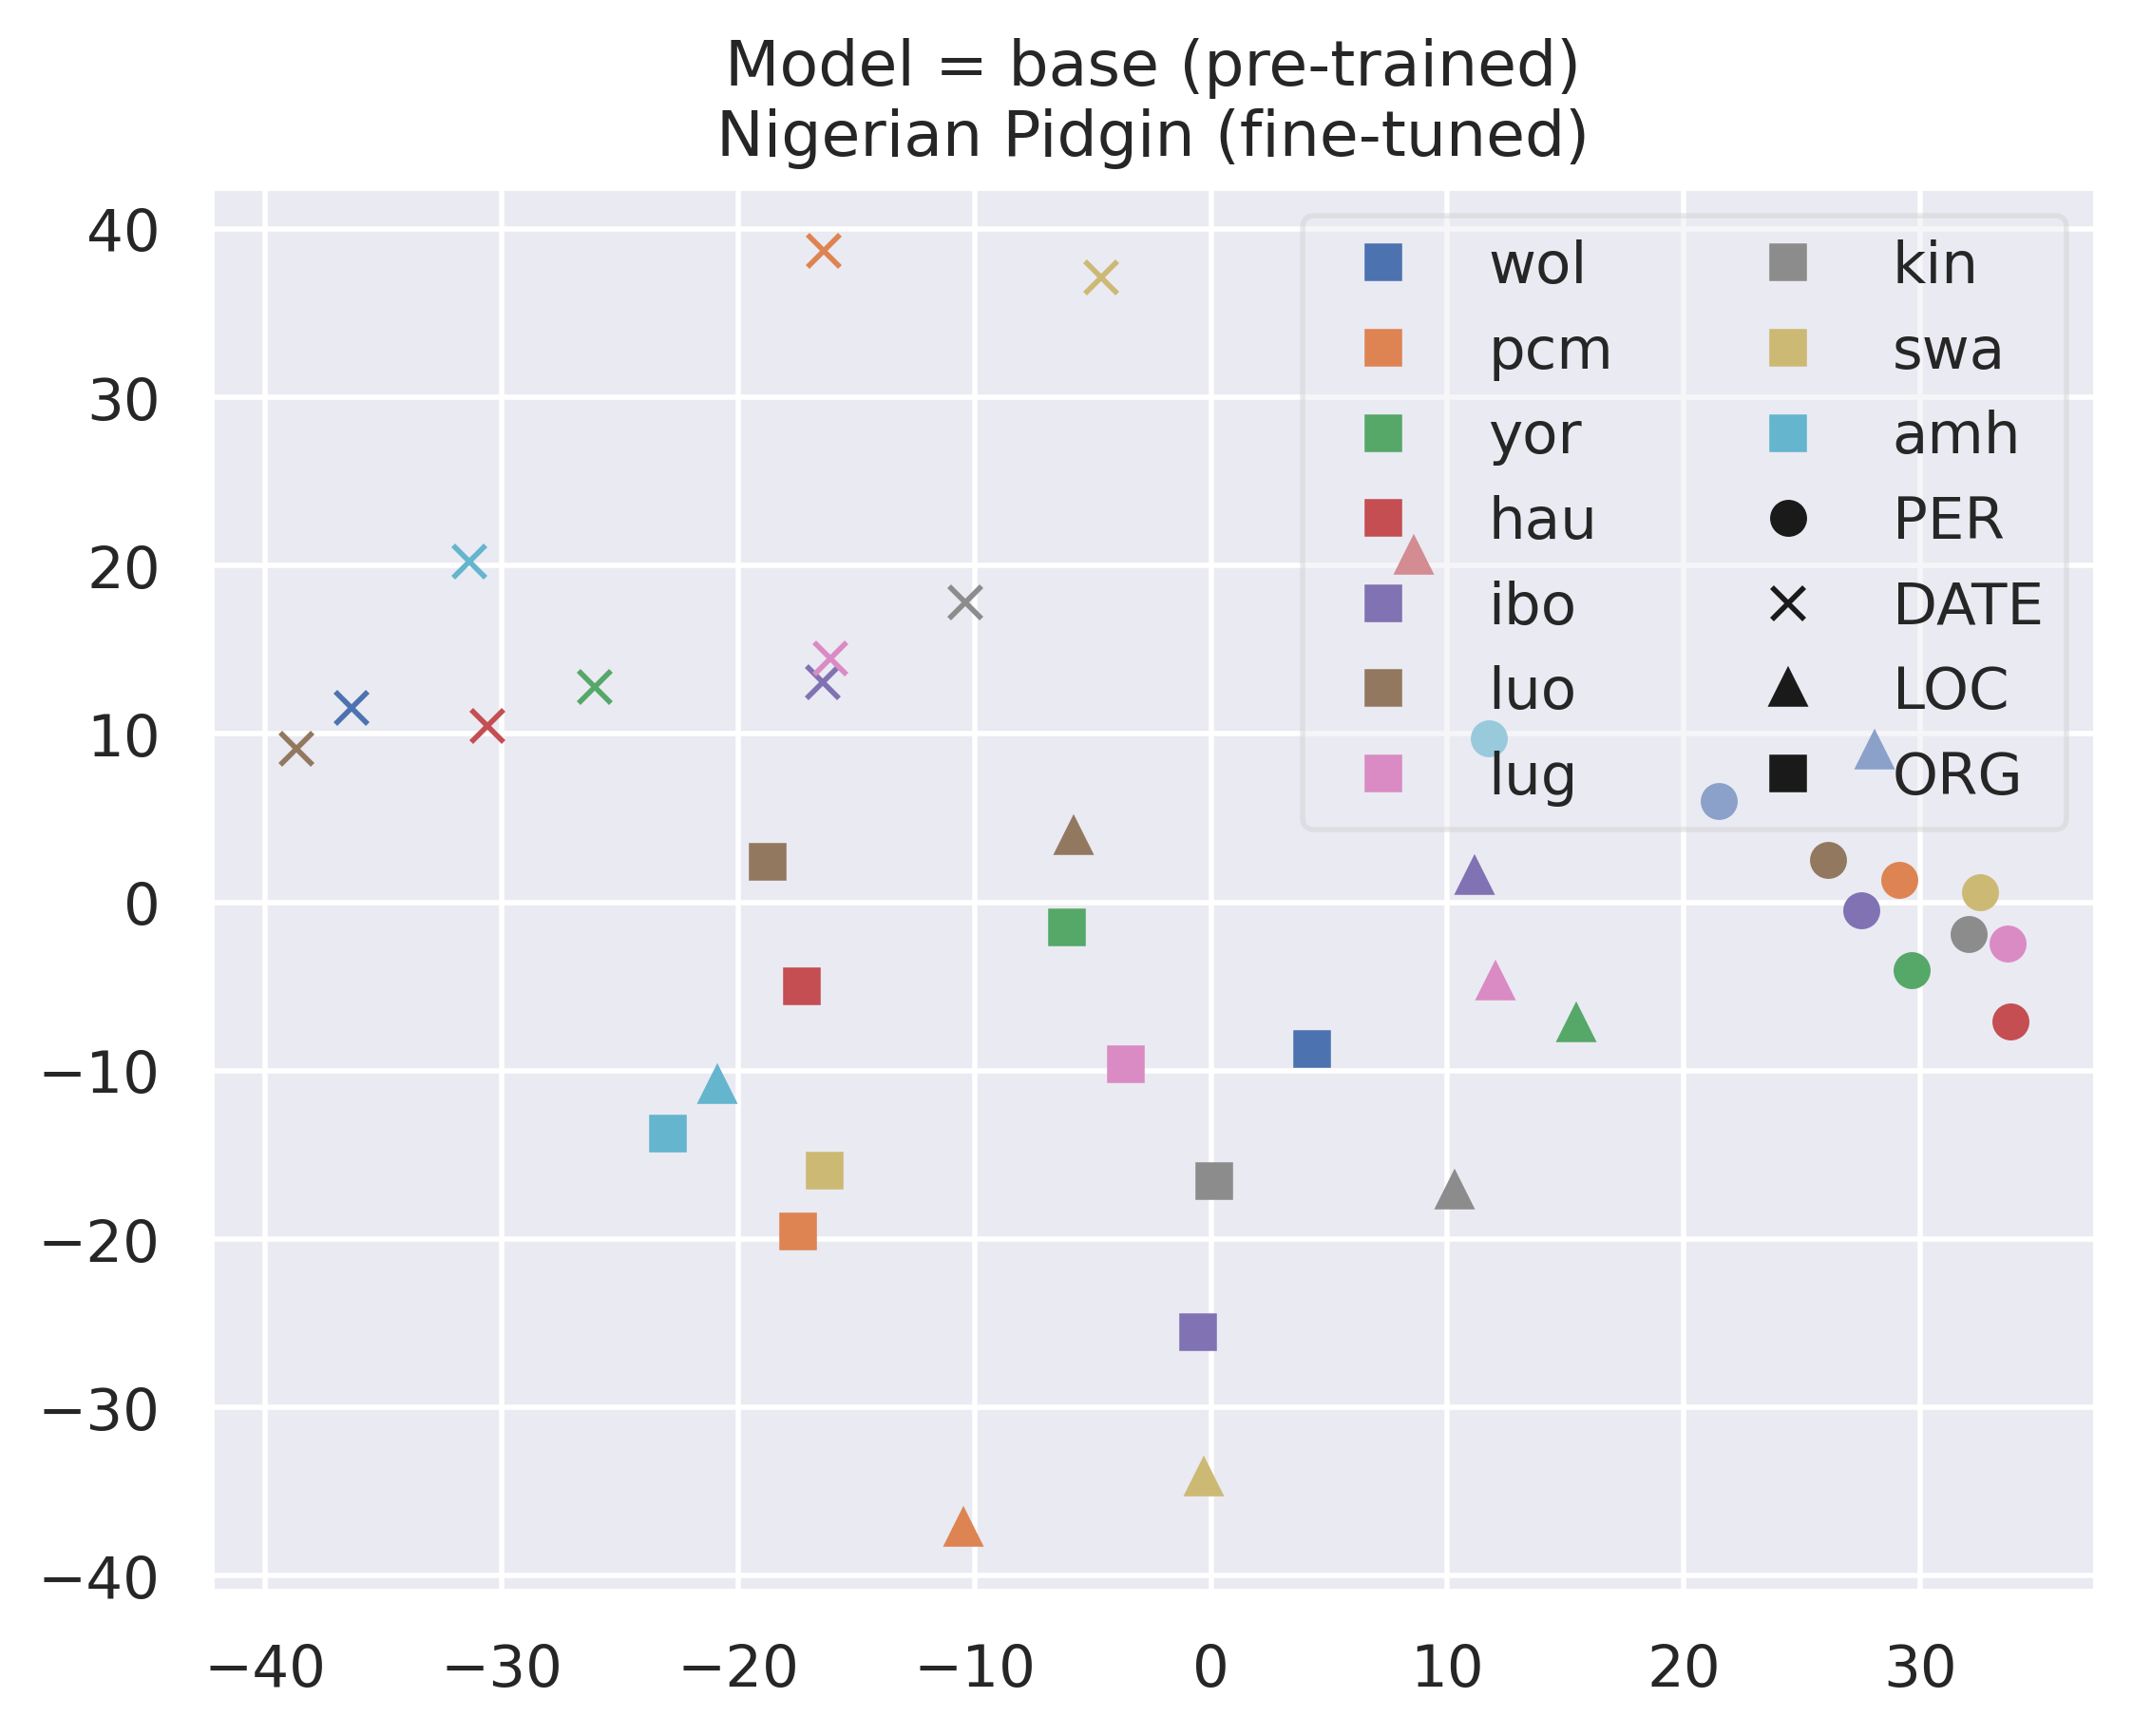 Model = base (pre-trained)
Nigerian Pidgin (fine-tuned)
40
30
20
10
0
−10
−20
−30
−40
−40 −30 −20 −10 0 10 20 30
wol
pcm
yor
hau
ibo
luo
lug
kin
swa
amh
PER
DATE
LOC
ORG